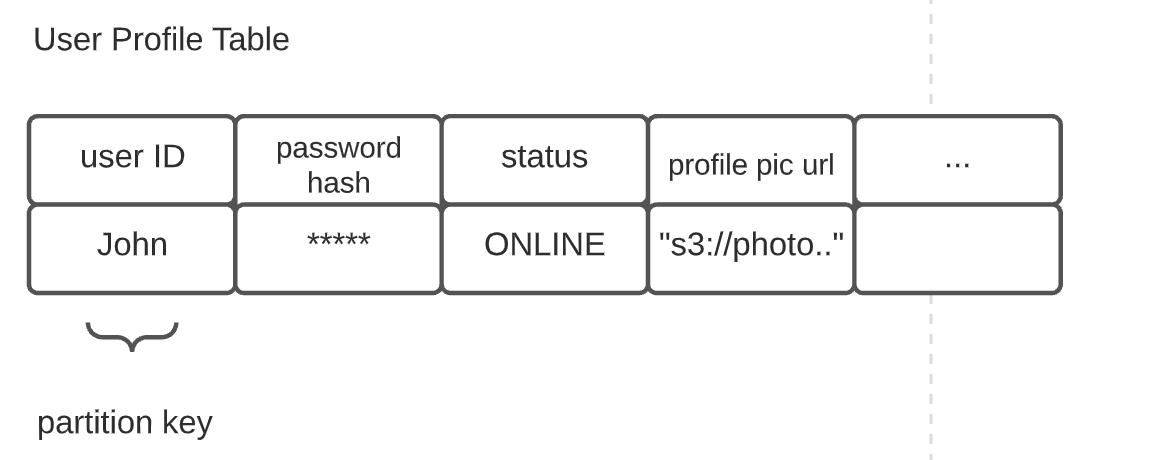 User Profile Table
user ID
password
hash
status
profile pic url
...
John
*****
ONLINE
"s3://photo.."
partition key